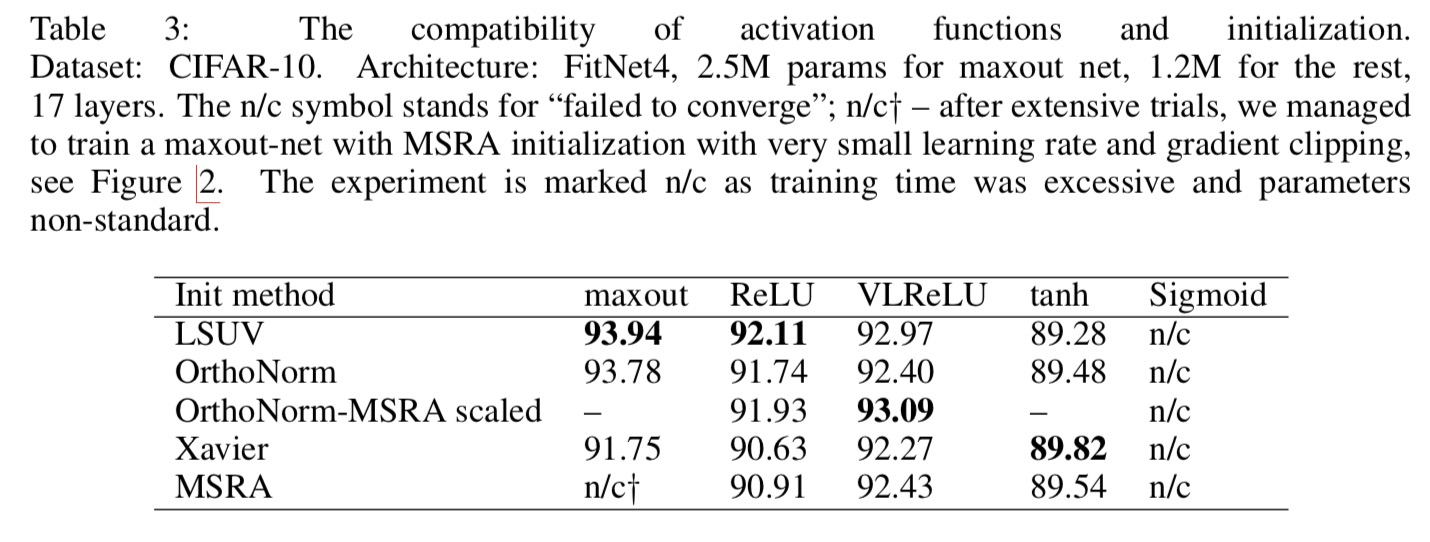 Table 3: The compatibility of activation functions and initialization.
Dataset: CIFAR-10. Architecture: FitNet4, 2.5M params for maxout net, 1.2M for the rest,
17 layers. The n/c symbol stands for “failed to converge”; n/c† – after extensive trials, we managed
to train a maxout-net with MSRA initialization with very small learning rate and gradient clipping,
see Figure 2. The experiment is marked n/c as training time was excessive and parameters
non-standard.
Init method maxout ReLU VLReLU tanh Sigmoid
LSUV 93.94 92.11 92.97 89.28 n/c
OrthoNorm 93.78 91.74 92.40 89.48 n/c
OrthoNorm-MSRA scaled – 91.93 93.09 – n/c
Xavier 91.75 90.63 92.27 89.82 n/c
MSRA n/c† 90.91 92.43 89.54 n/c